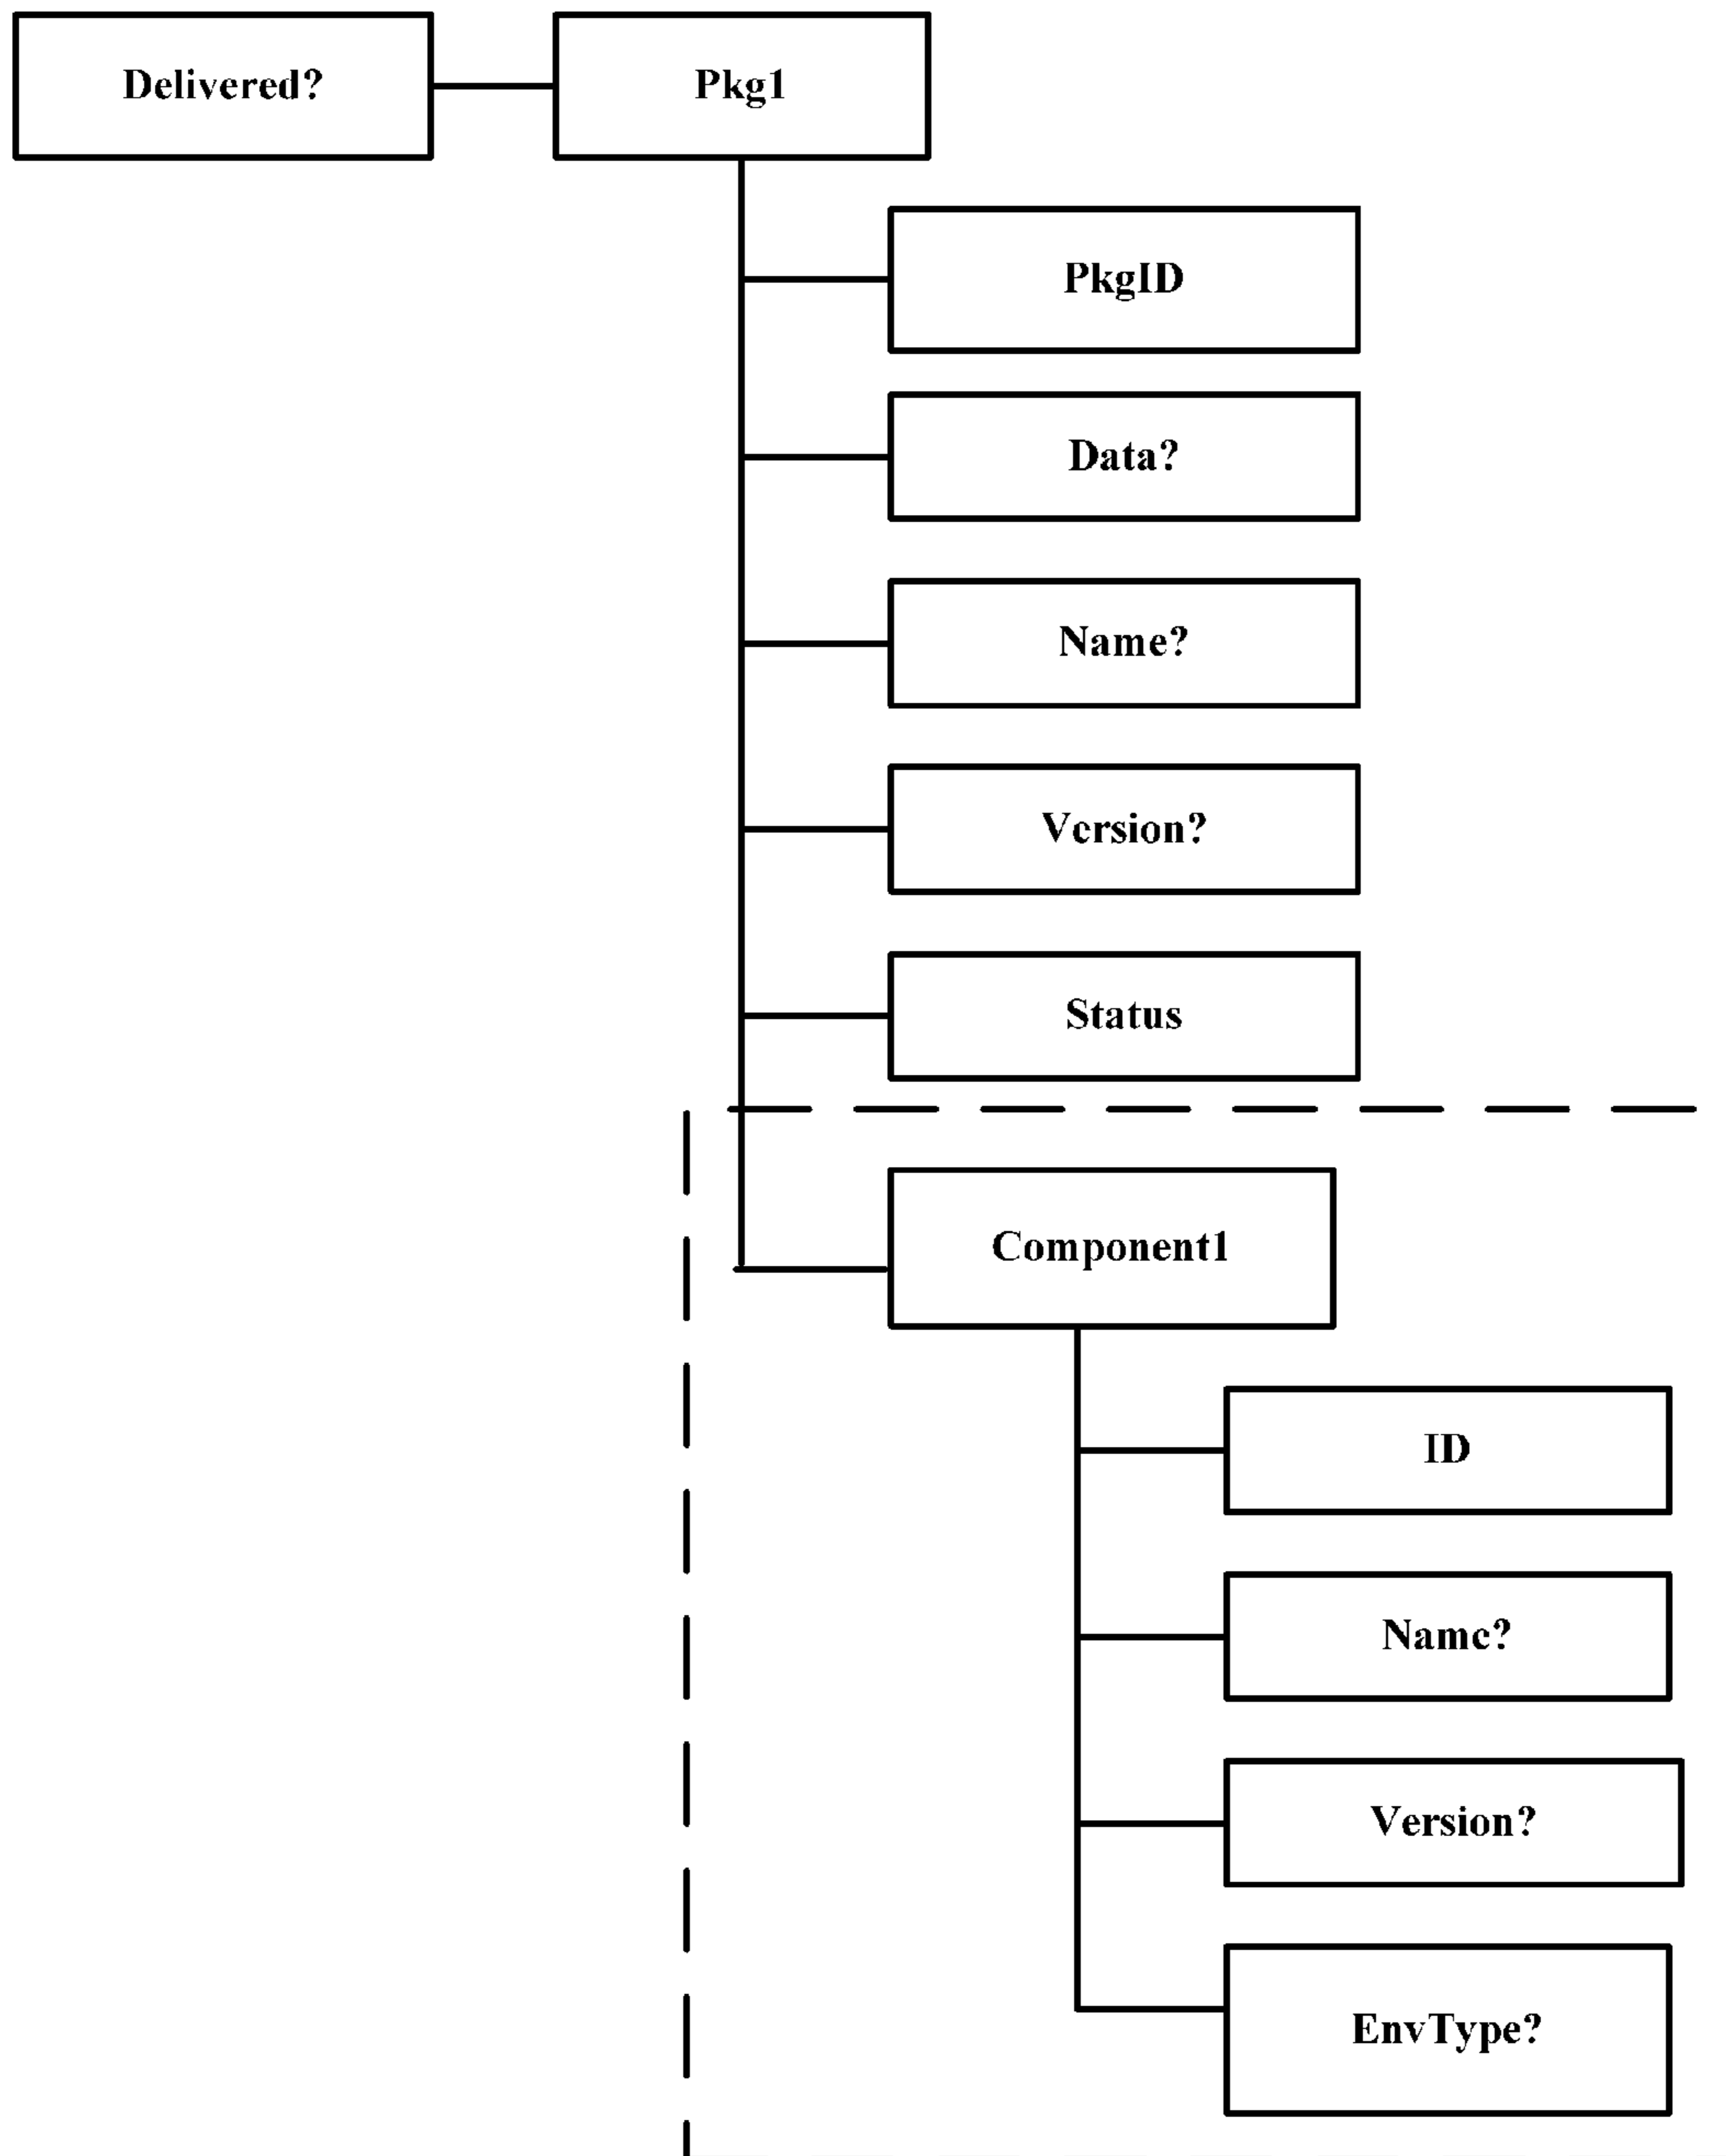 Delivered?
Pkg1
PkgID
Data?
Name?
Version?
Status
Component1
ID
Name?
Version?
EnvType?